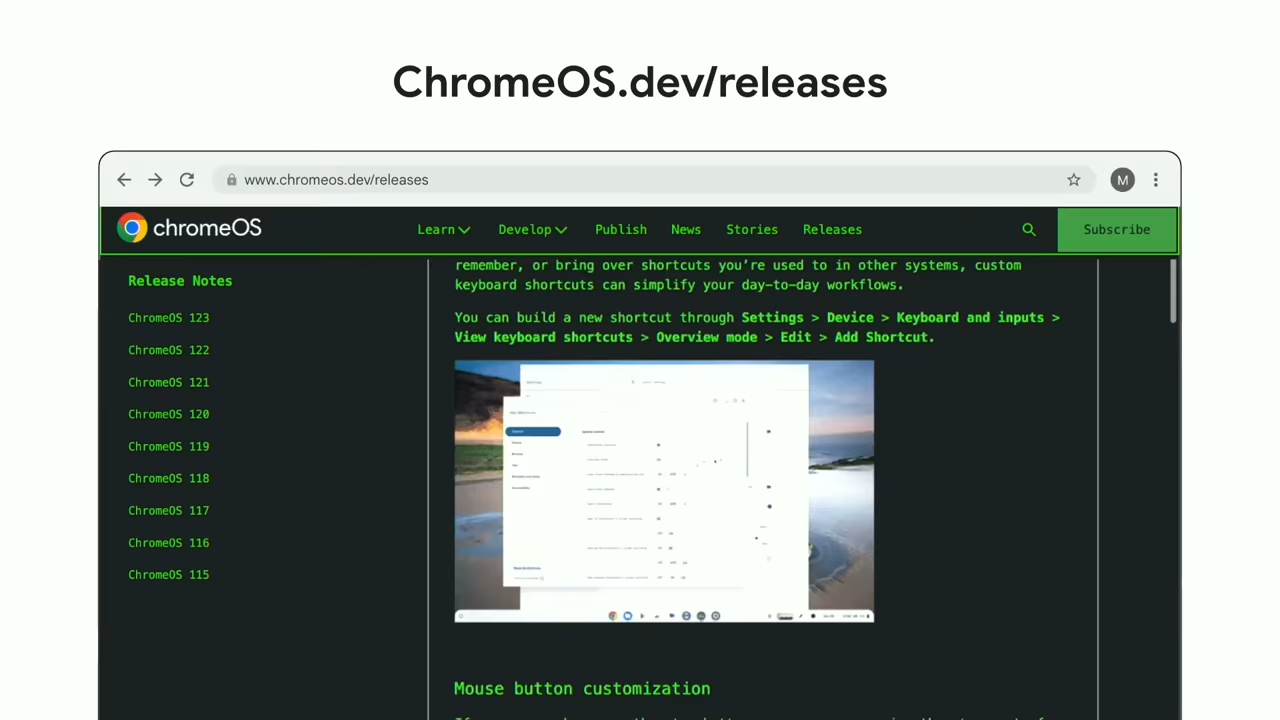 ChromeOS.dev/releases
www.chromeos.dev/releases
M
chromeOS
Learn
Develop
Publish
News
Stories
Releases
Subscribe
Release Notes
ChromeOS 123
ChromeOS 122
ChromeOS 121
ChromeOS 120
ChromeOS 119
ChromeOS 118
ChromeOS 117
ChromeOS 116
ChromeOS 115
remember, or bring over shortcuts you're used to in other systems, custom
keyboard shortcuts can simplify your day-to-day workflows.
You can build a new shortcut through Settings > Device > Keyboard and inputs >
View keyboard shortcuts > Overview mode > Edit > Add Shortcut.
Mouse button customization